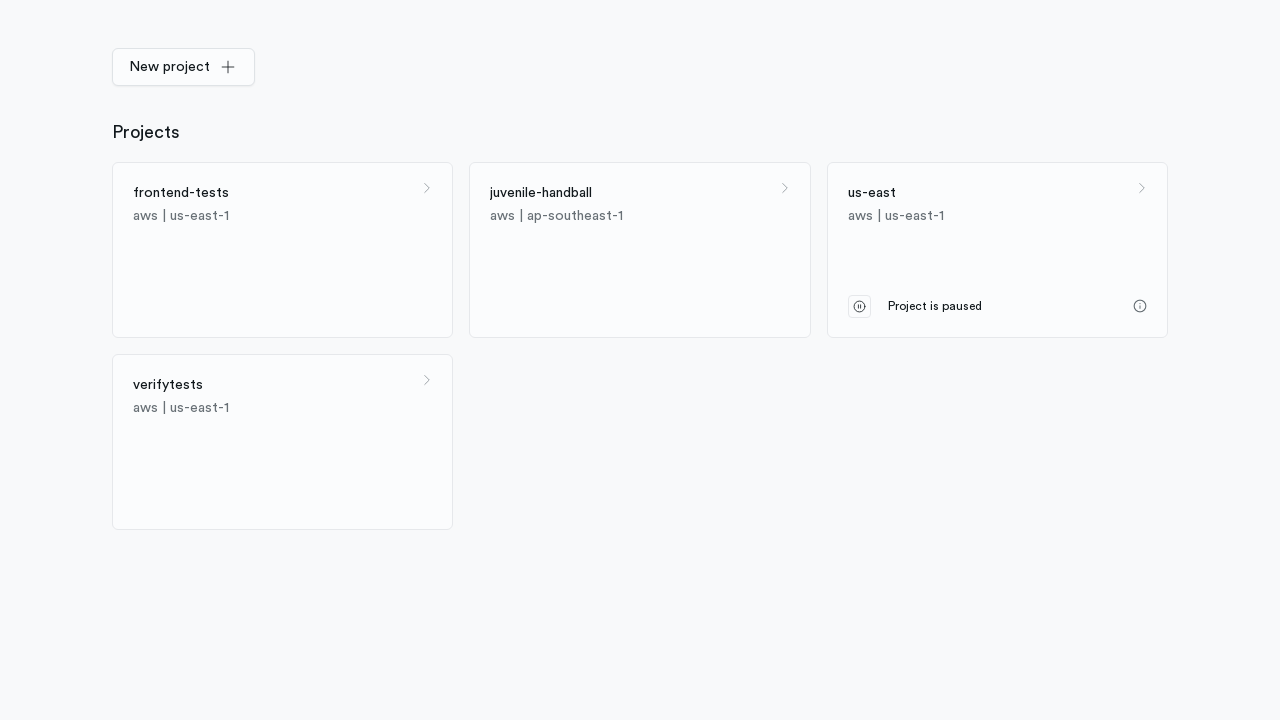 New project
Projects
frontend-tests
aws | us-east-1
juvenile-handball
aws | ap-southeast-1
us-east
aws | us-east-1
Project is paused
verifytests
aws | us-east-1